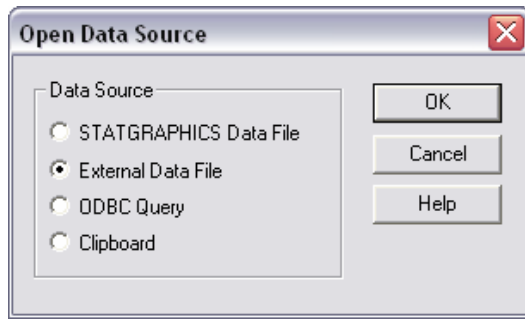 Open Data Source
Data Source
STATGRAPHICS Data File
External Data File
ODBC Query
Clipboard
OK
Cancel
Help